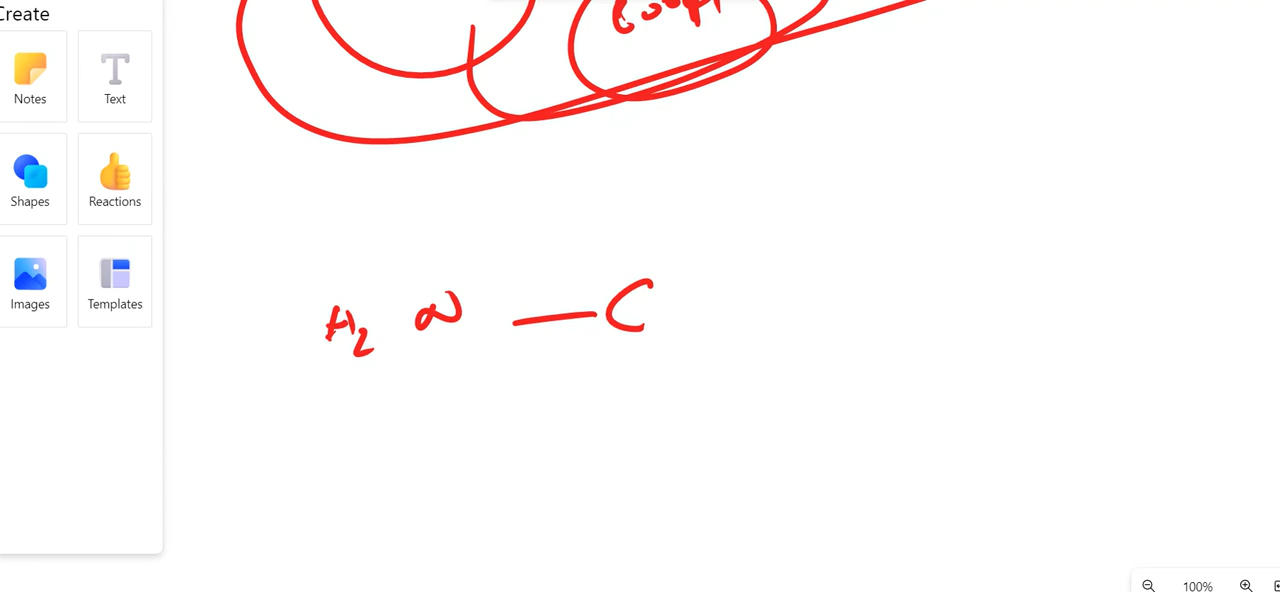 Create
Notes
Text
Shapes
Reactions
Images
Templates
H2 N — C
100%